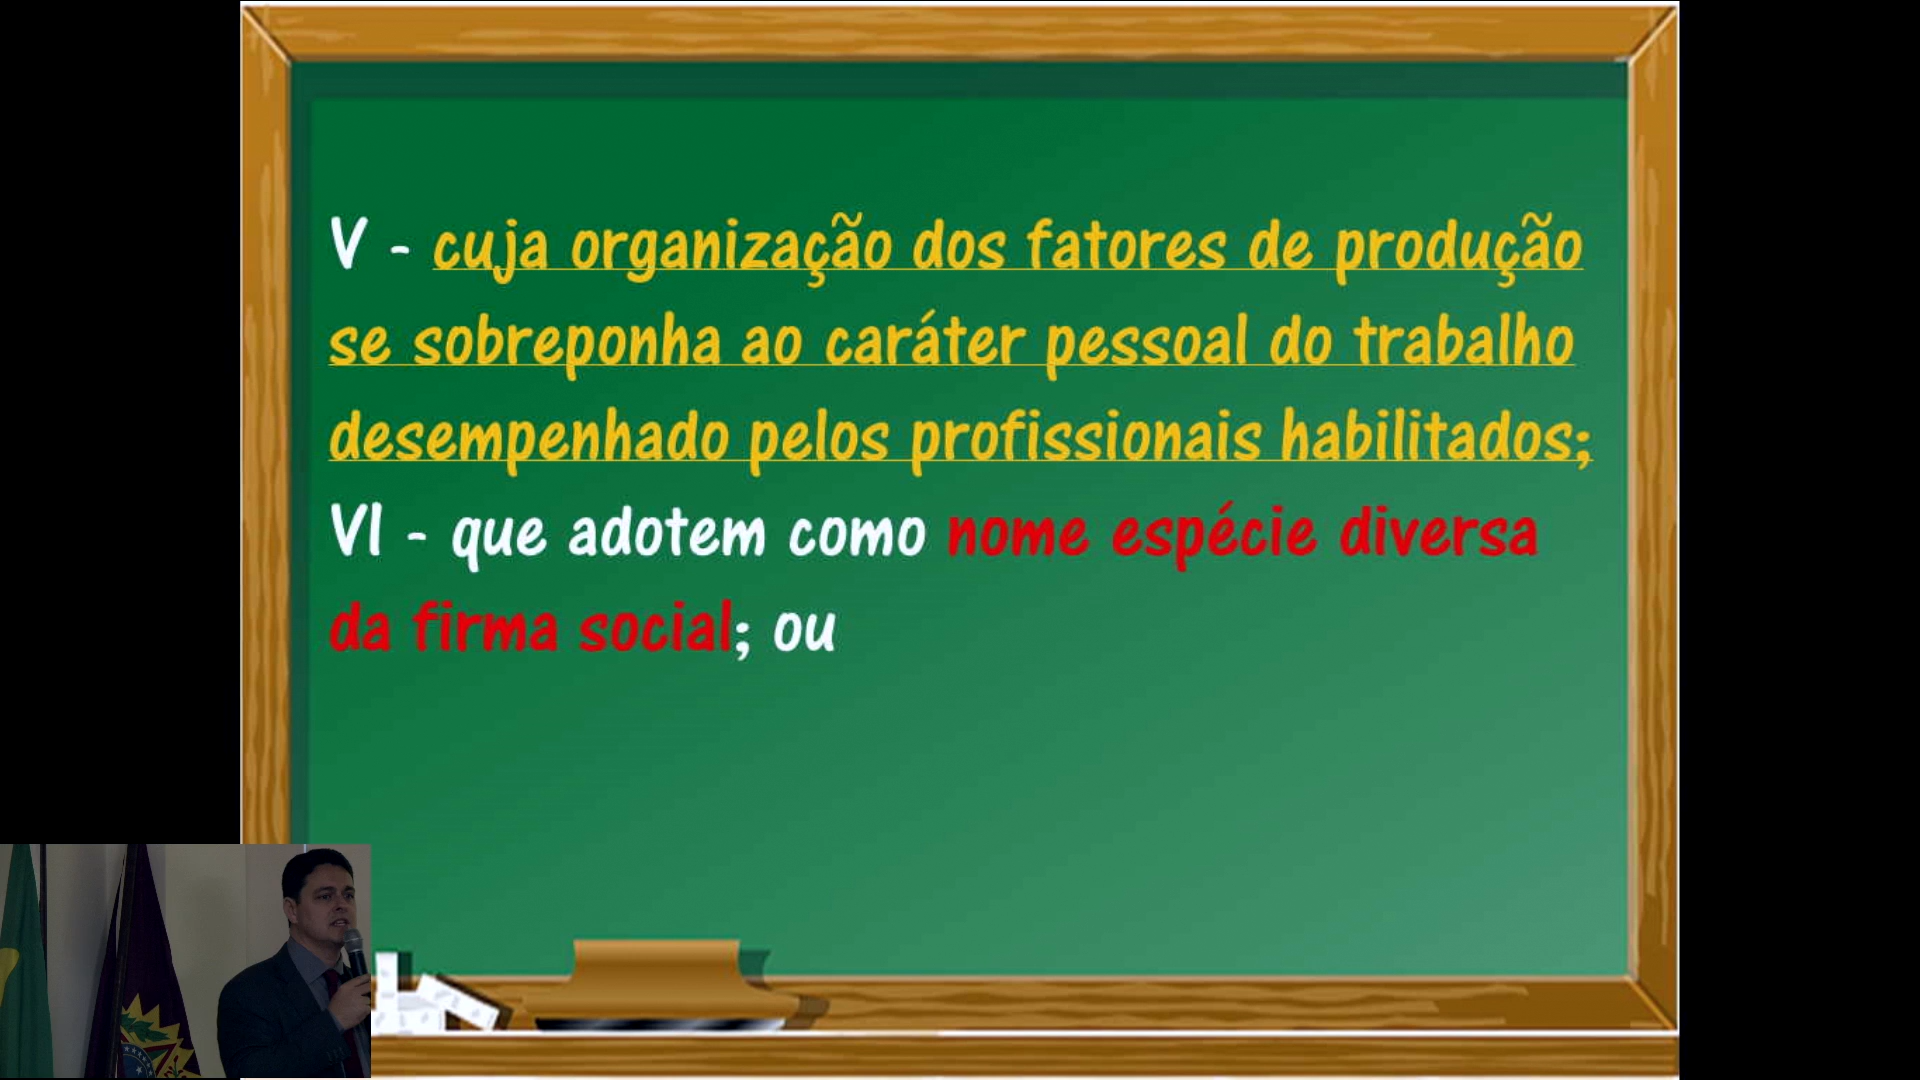 V - cuja organização dos fatores de produção
se sobreponha ao caráter pessoal do trabalho
desempenhado pelos profissionais habilitados;
VI - que adotem como nome espécie diversa
da firma social; ou